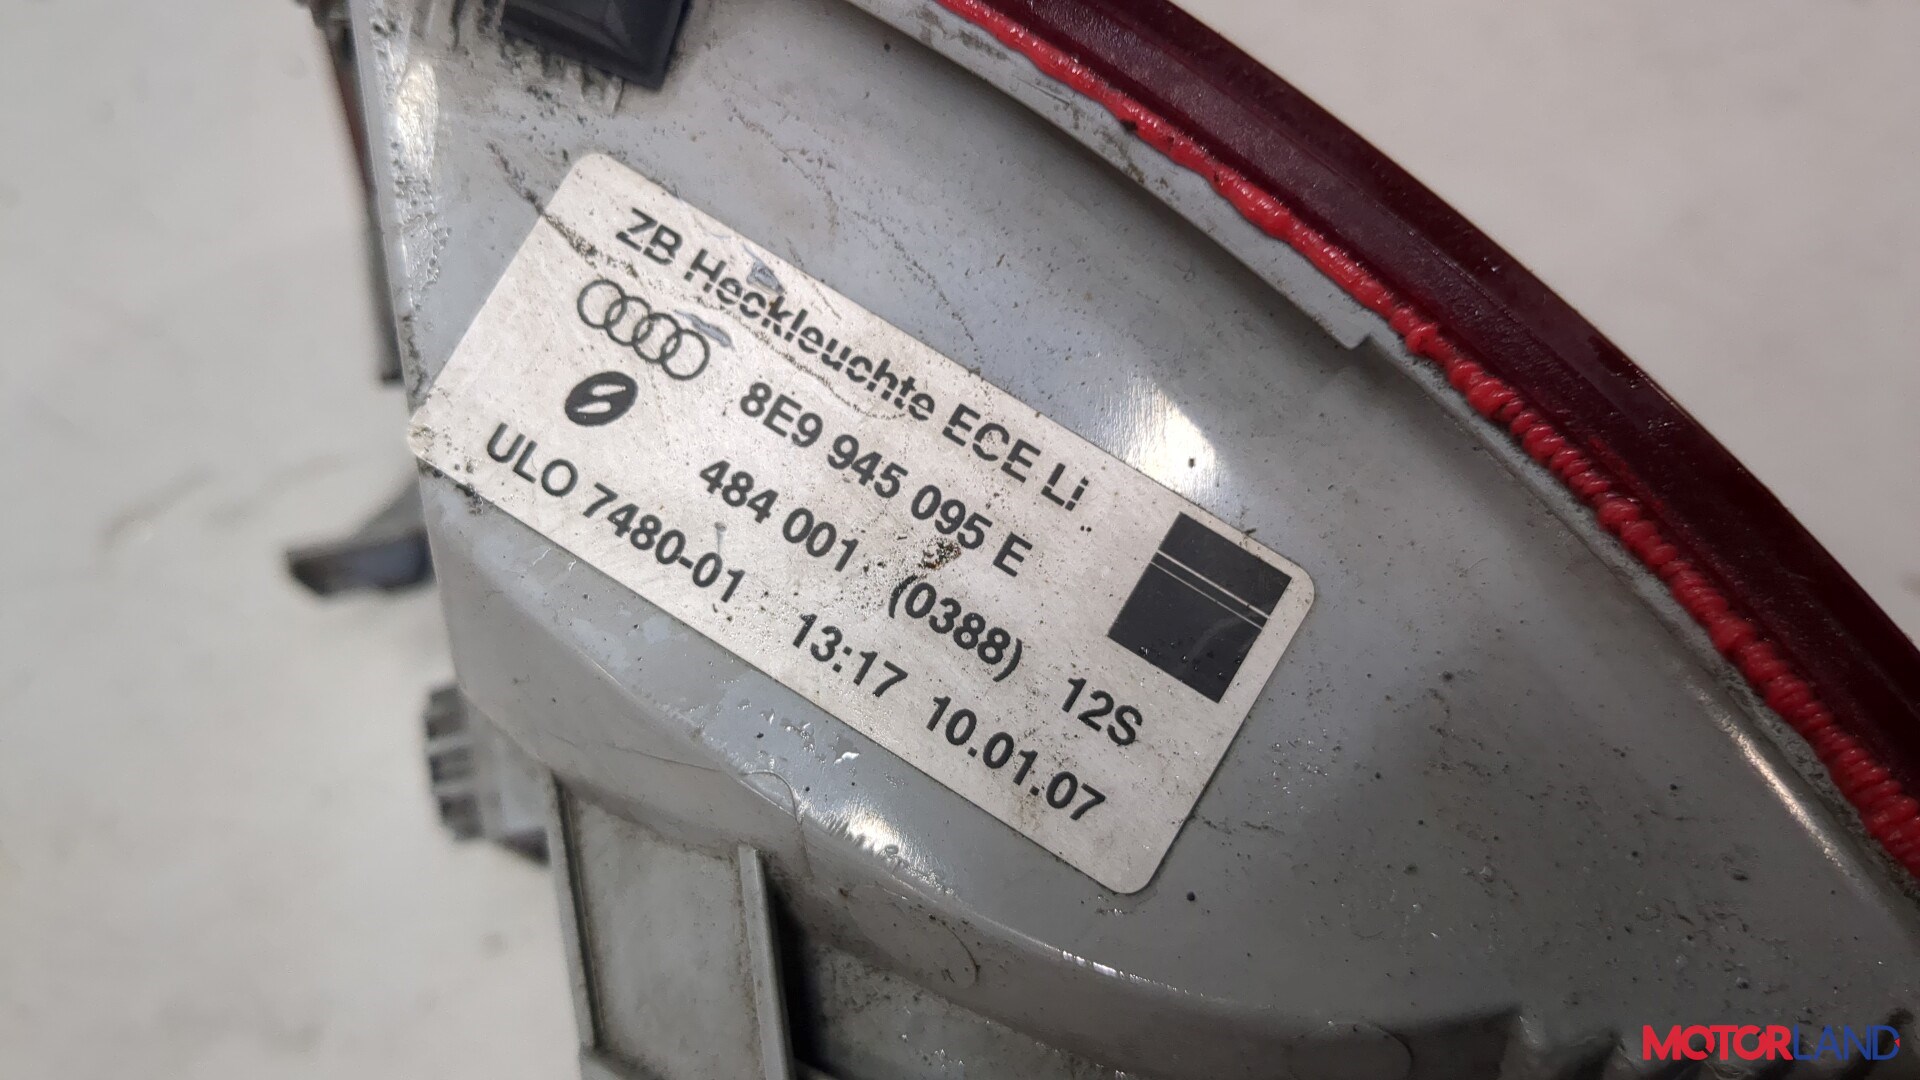 ZB Heckleuchte ECE Li
8E9 945 095 E
484 001 (0388) 12S
ULO 7480-01 13:17 10.01.07
MOTORLAND